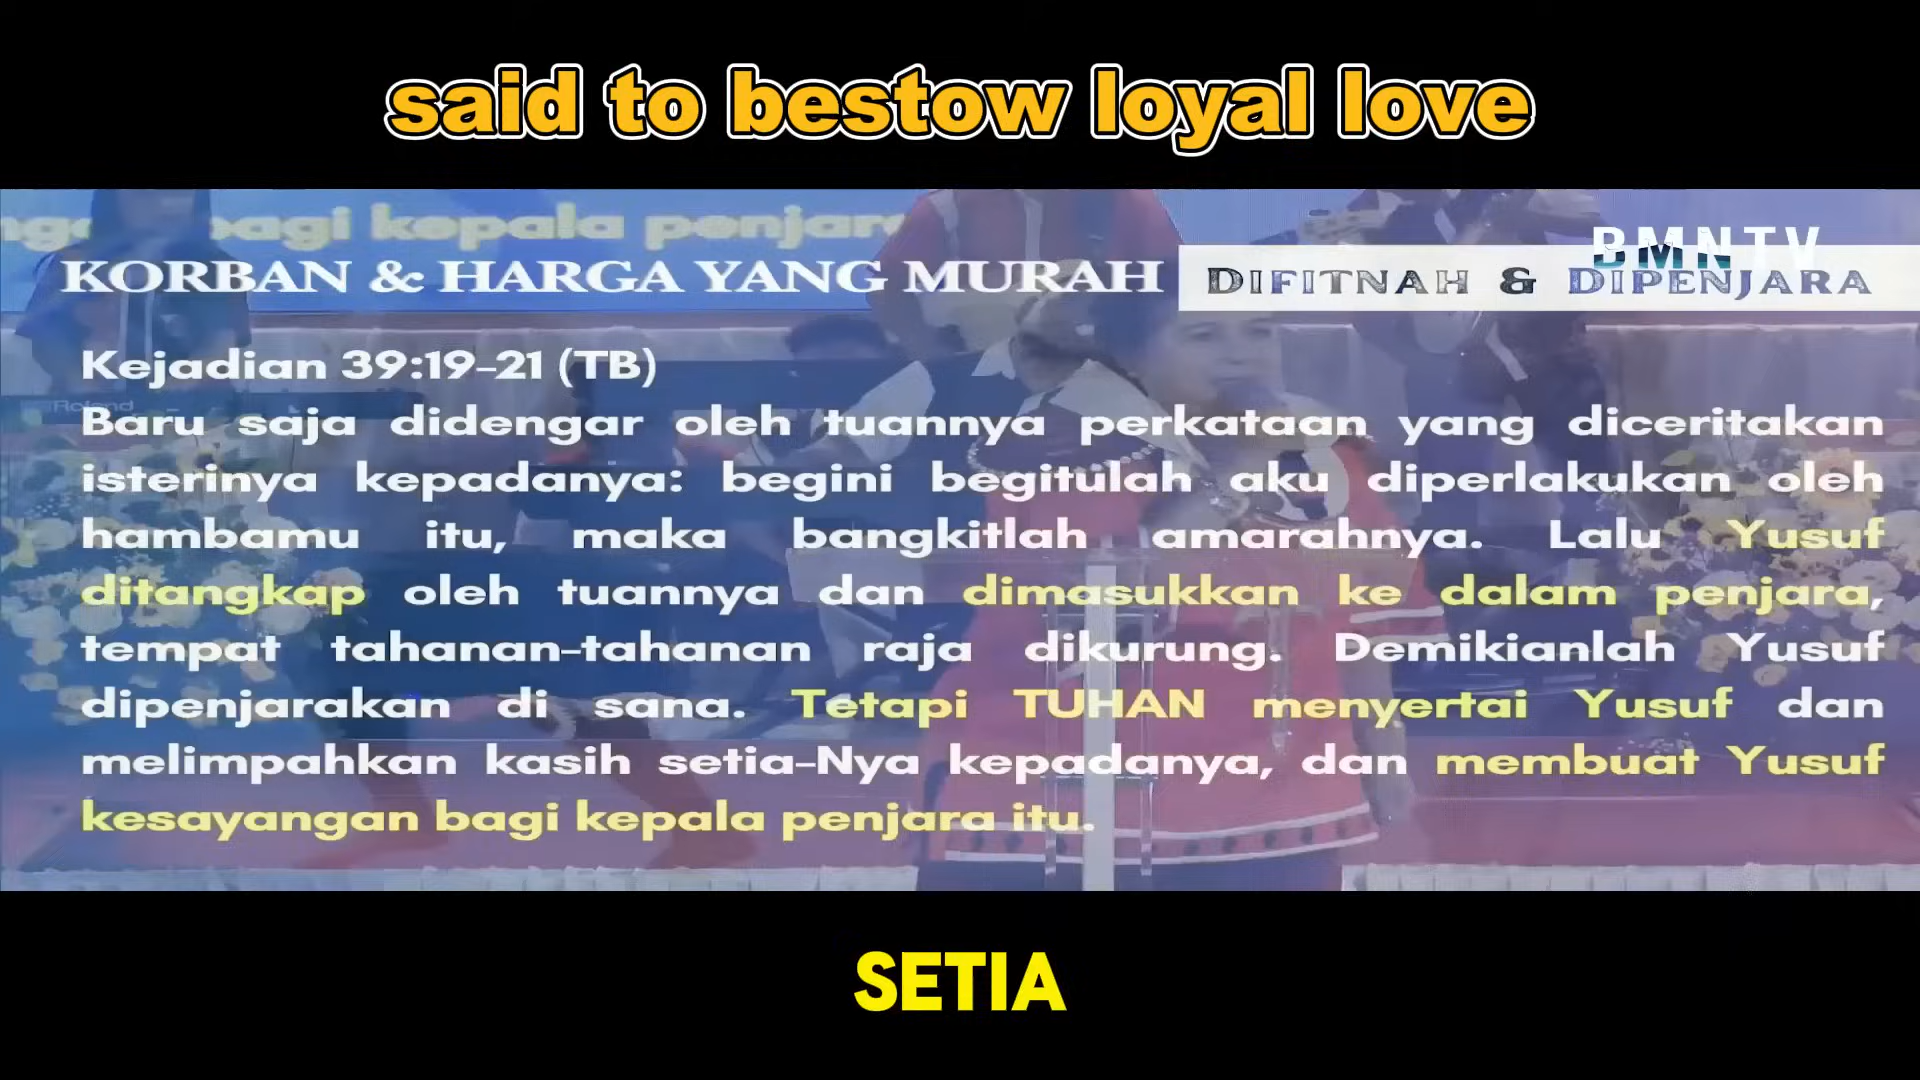 said to bestow loyal love
bagi kepala penjara
BMNTV
KORBAN & HARGA YANG MURAH
DIFITNAH & DIPENJARA
Kejadian 39:19-21 (TB)
Baru saja didengar oleh tuannya perkataan yang diceritakan
isterinya kepadanya: begini begitulah aku diperlakukan oleh
hambamu itu, maka bangkitlah amarahnya. Lalu Yusuf
ditangkap oleh tuannya dan dimasukkan ke dalam penjara,
tempat tahanan-tahanan raja dikurung. Demikianlah Yusuf
dipenjarakan di sana. Tetapi TUHAN menyertai Yusuf dan
melimpahkan kasih setia-Nya kepadanya, dan membuat Yusuf
kesayangan bagi kepala penjara itu.
Roland
SETIA